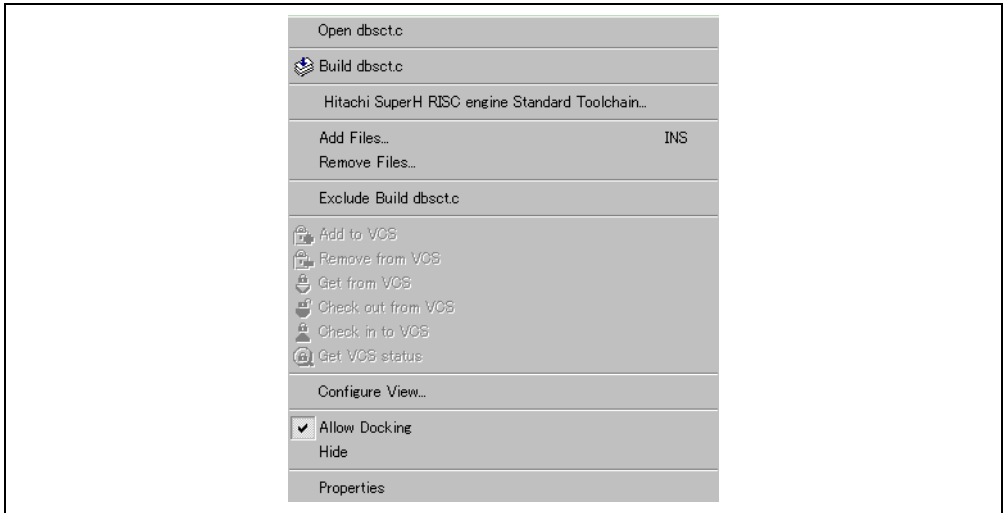 Open dbsct.c
Build dbsct.c
Hitachi SuperH RISC engine Standard Toolchain...
Add Files... INS
Remove Files...
Exclude Build dbsct.c
Add to VCS
Remove from VCS
Get from VCS
Check out from VCS
Check in to VCS
Get VCS status
Configure View...
Allow Docking
Hide
Properties